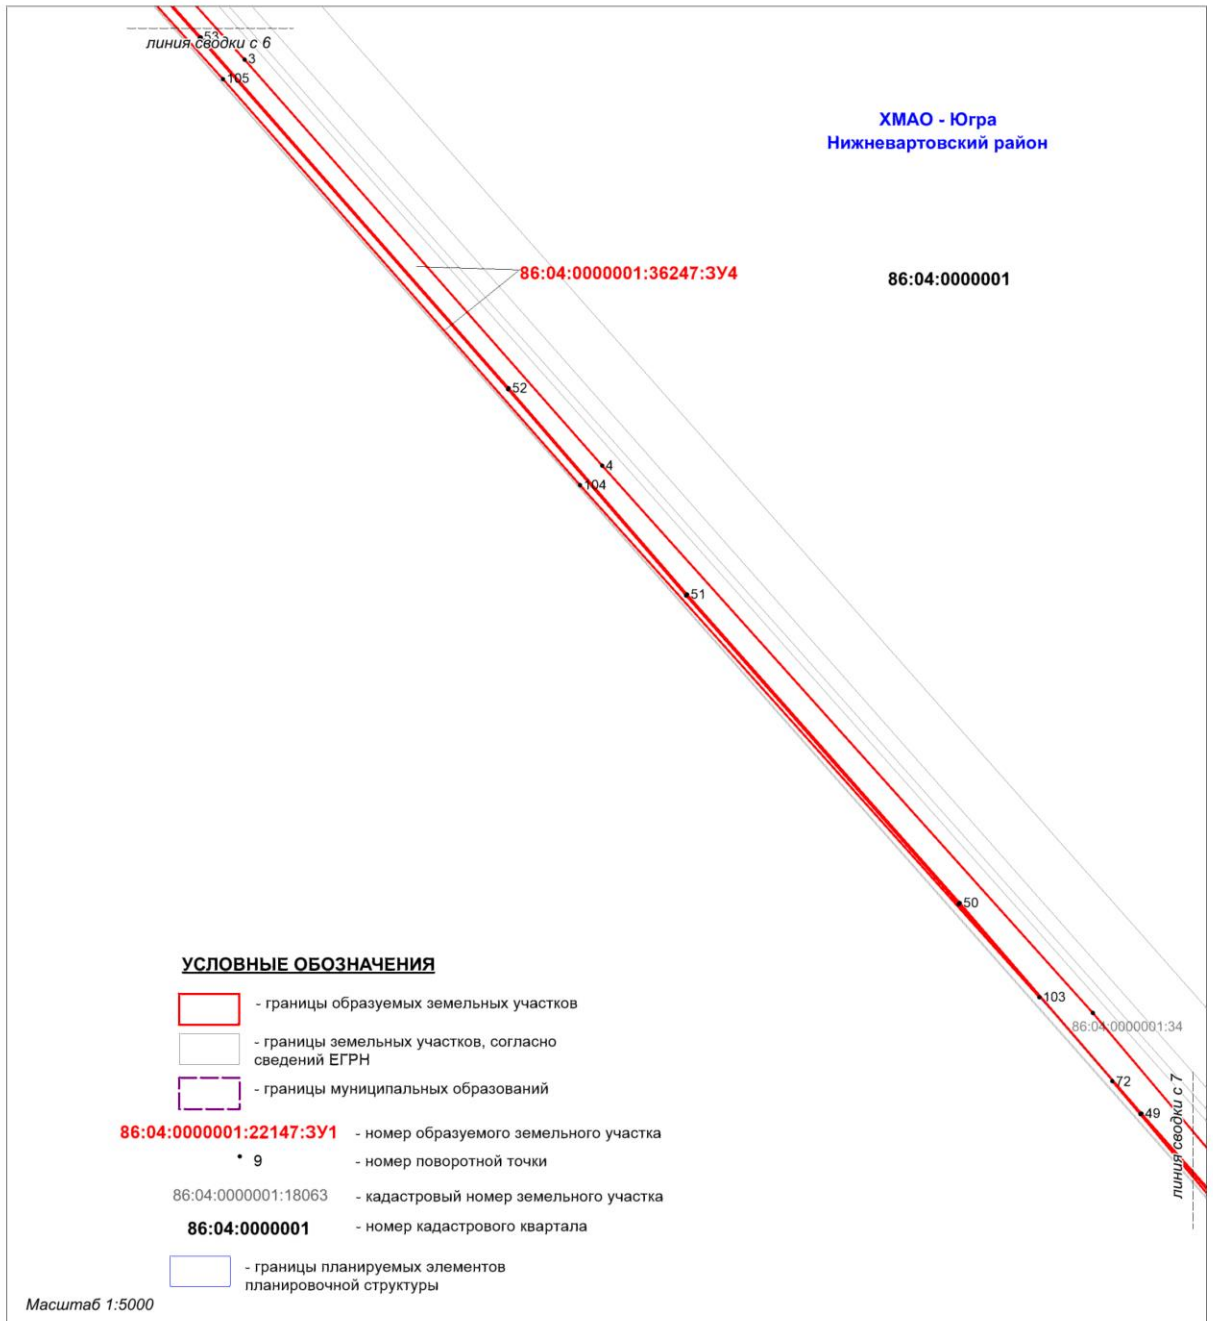 53
линия сводки с 6
3
105
ХМАО - Югра
Нижневартовский район
86:04:0000001:36247:ЗУ4
86:04:0000001
52
4
104
51
50
103
86:04:0000001:34
72
49
линия сводки с 7
УСЛОВНЫЕ ОБОЗНАЧЕНИЯ
- границы образуемых земельных участков
- границы земельных участков, согласно
сведений ЕГРН
- границы муниципальных образований
86:04:0000001:22147:ЗУ1 - номер образуемого земельного участка
9 - номер поворотной точки
86:04:0000001:18063 - кадастровый номер земельного участка
86:04:0000001 - номер кадастрового квартала
- границы планируемых элементов
планировочной структуры
Масштаб 1:5000